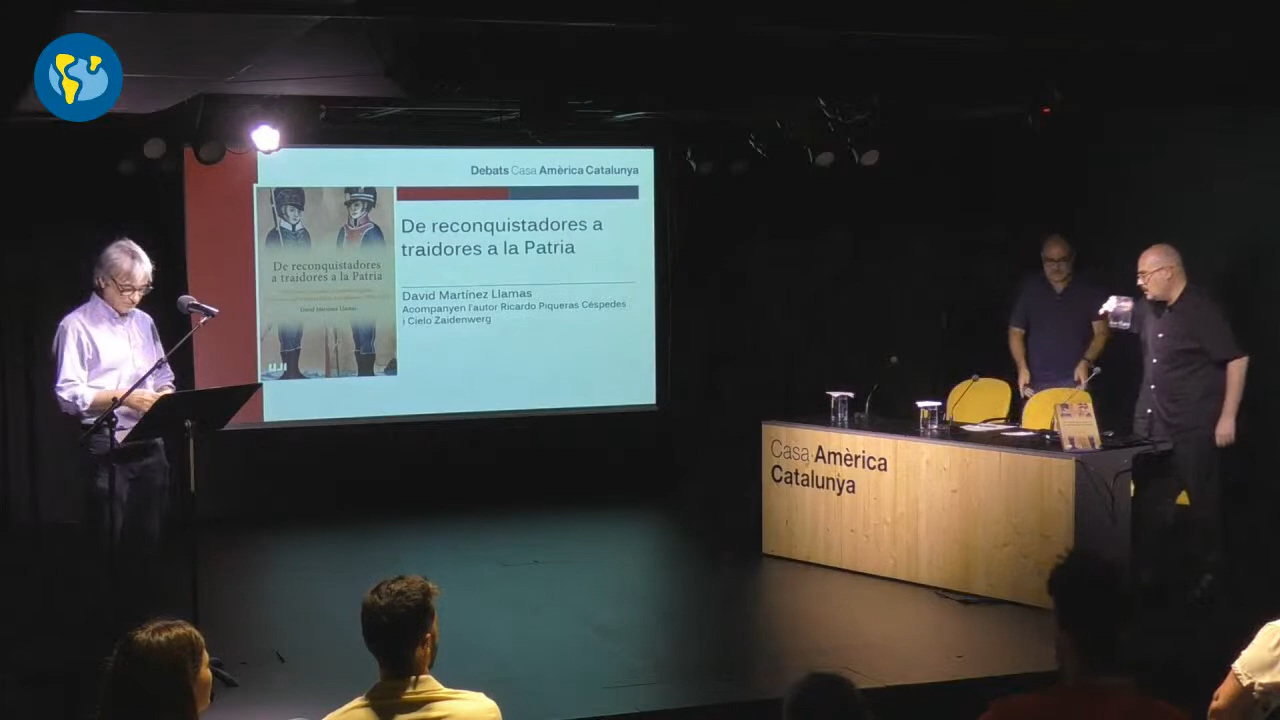 Debats Casa Amèrica Catalunya
De reconquistadores a
traidores a la Patria
David Martínez Llamas
Acompanyen l'autor Ricardo Piqueras Céspedes
i Cielo Zaidenwerg
De reconquistadores
a traidores a la Patria
David Martínez Llamas
UJI
Casa Amèrica
Catalunya